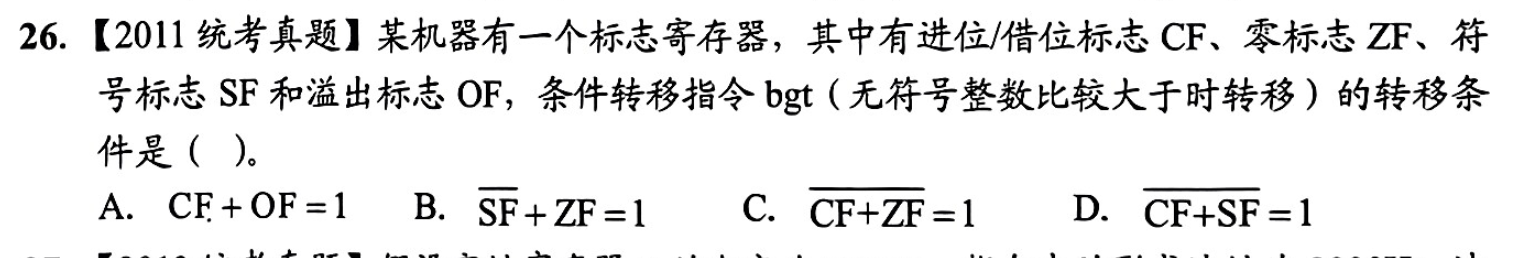 26. 【2011 统考真题】某机器有一个标志寄存器，其中有进位/借位标志 CF、零标志 ZF、符
号标志 SF 和溢出标志 OF，条件转移指令 bgt（无符号整数比较大于时转移）的转移条
件是（ ）。
A. CF + OF = 1 B. \overline{SF} + ZF = 1 C. \overline{CF+ZF} = 1 D. \overline{CF+SF} = 1